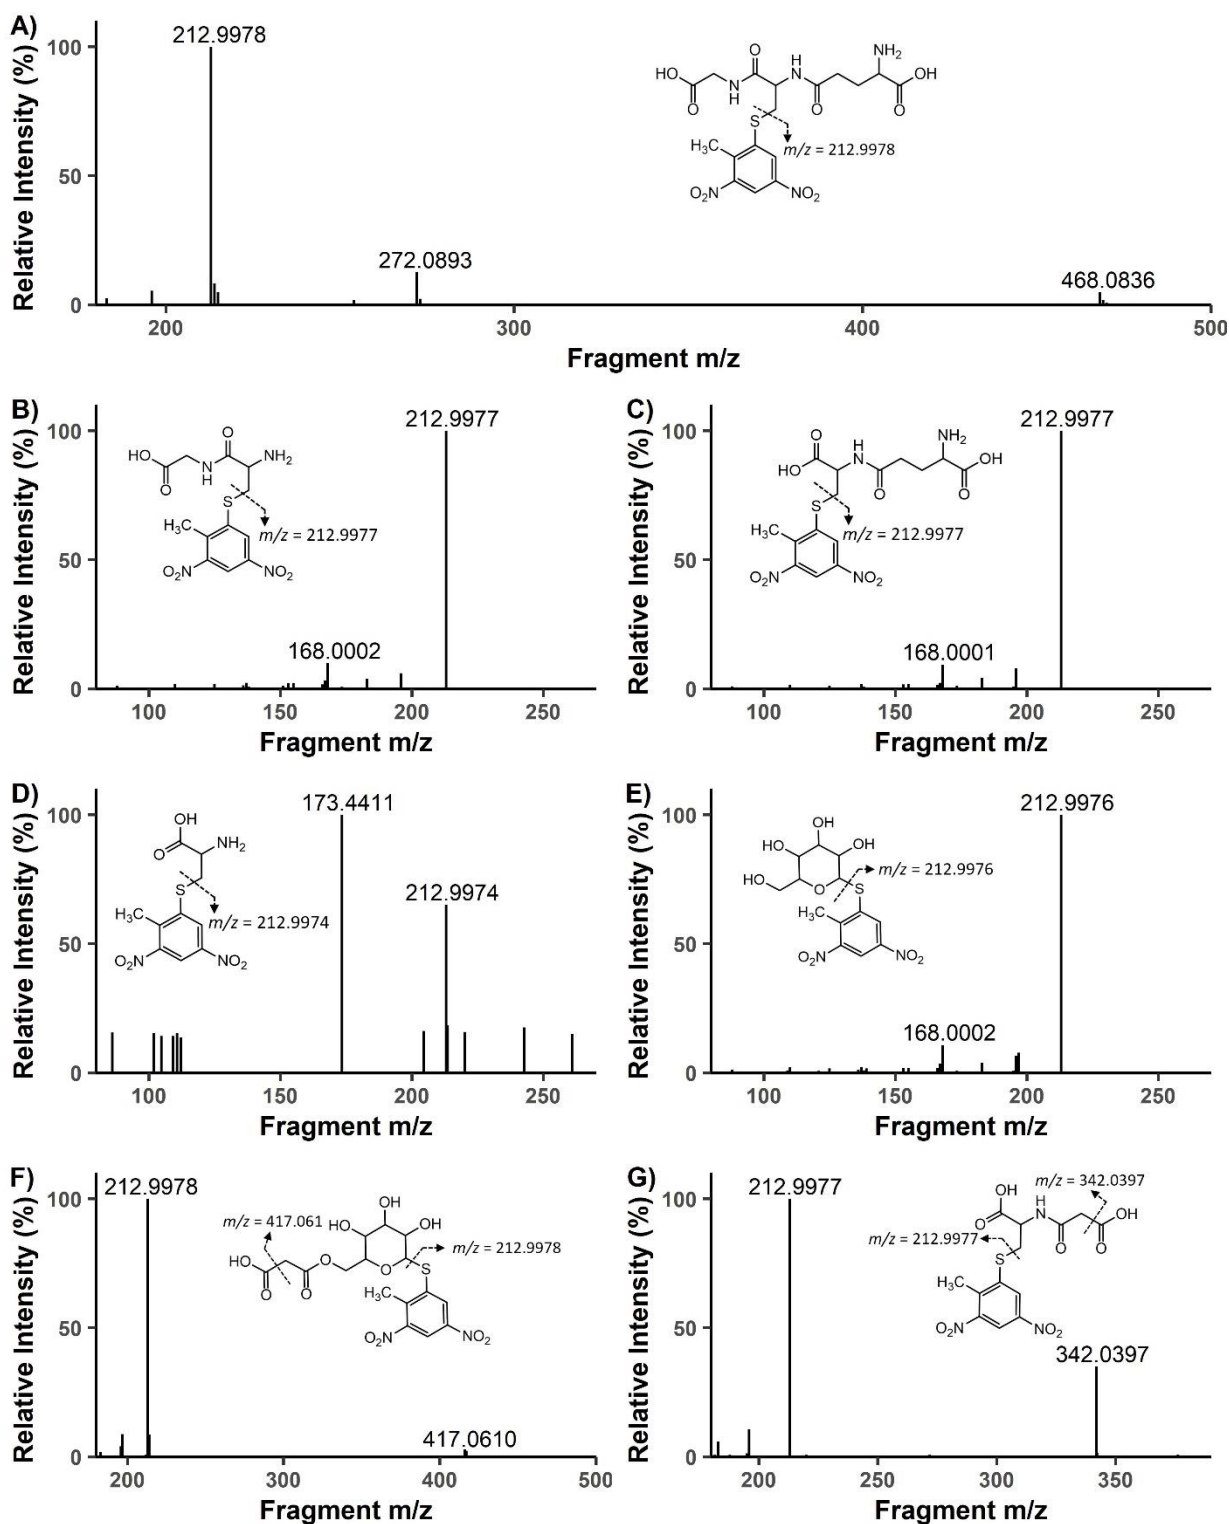 A)
Relative Intensity (%)
100
50
0
212.9978
272.0893
468.0836
HO
O
N
H
O
H
N
O
NH₂
OH
O
S
H₃C
O₂N
NO₂
m/z = 212.9978
200
300
400
500
Fragment m/z
B)
Relative Intensity (%)
100
50
0
212.9977
168.0002
HO
O
N
H
O
NH₂
S
H₃C
O₂N
NO₂
m/z = 212.9977
100
150
200
250
Fragment m/z
C)
Relative Intensity (%)
100
50
0
212.9977
168.0001
O
HO
H
N
O
NH₂
OH
O
S
H₃C
O₂N
NO₂
m/z = 212.9977
100
150
200
250
Fragment m/z
D)
Relative Intensity (%)
100
50
0
173.4411
212.9974
OH
O
NH₂
S
H₃C
O₂N
NO₂
m/z = 212.9974
100
150
200
250
Fragment m/z
E)
Relative Intensity (%)
100
50
0
212.9976
168.0002
OH
HO
OH
HO
O
S
H₃C
O₂N
NO₂
m/z = 212.9976
100
150
200
250
Fragment m/z
F)
Relative Intensity (%)
100
50
0
212.9978
417.0610
m/z = 417.061
OH
HO
OH
HO
O
O
O
O
S
H₃C
O₂N
NO₂
m/z = 212.9978
200
300
400
500
Fragment m/z
G)
Relative Intensity (%)
100
50
0
212.9977
342.0397
m/z = 342.0397
OH
O
H
N
O
O
OH
m/z = 212.9977
S
H₃C
O₂N
NO₂
200
250
300
350
Fragment m/z